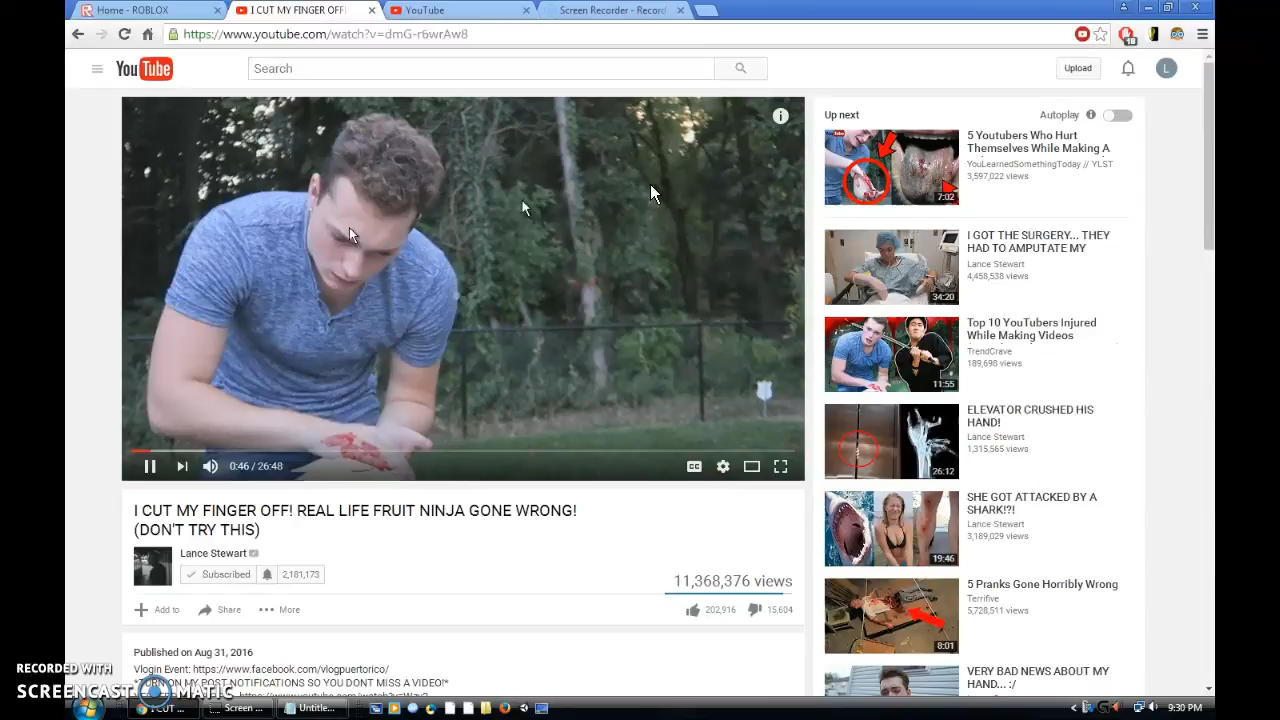 Home - ROBLOX
I CUT MY FINGER OFF!
YouTube
Screen Recorder - Record
https://www.youtube.com/watch?v=dmG-r6wrAw8
18
YouTube
Search
Upload
L
Up next
Autoplay
5 Youtubers Who Hurt
Themselves While Making A
YouLearnedSomethingToday // YLST
3,597,022 views
7:02
I GOT THE SURGERY... THEY
HAD TO AMPUTATE MY
Lance Stewart
4,458,538 views
34:20
Top 10 YouTubers Injured
While Making Videos
TrendCrave
189,698 views
11:55
ELEVATOR CRUSHED HIS
HAND!
Lance Stewart
1,315,565 views
26:12
SHE GOT ATTACKED BY A
SHARK!?!
Lance Stewart
3,189,029 views
19:46
5 Pranks Gone Horribly Wrong
Terrifive
5,728,511 views
8:01
VERY BAD NEWS ABOUT MY
HAND... :/
0:46 / 26:48
CC
I CUT MY FINGER OFF! REAL LIFE FRUIT NINJA GONE WRONG!
(DON'T TRY THIS)
Lance Stewart
Subscribed
2,181,173
11,368,376 views
Add to
Share
More
202,916
15,604
Published on Aug 31, 2016
Vlogin Event: https://www.facebook.com/vlogpuertorico/
ON MY POST NOTIFICATIONS SO YOU DONT MISS A VIDEO!*
RECORDED WITH
SCREENCAST-O-MATIC
I CUT ...
Screen ...
Untitle...
9:30 PM